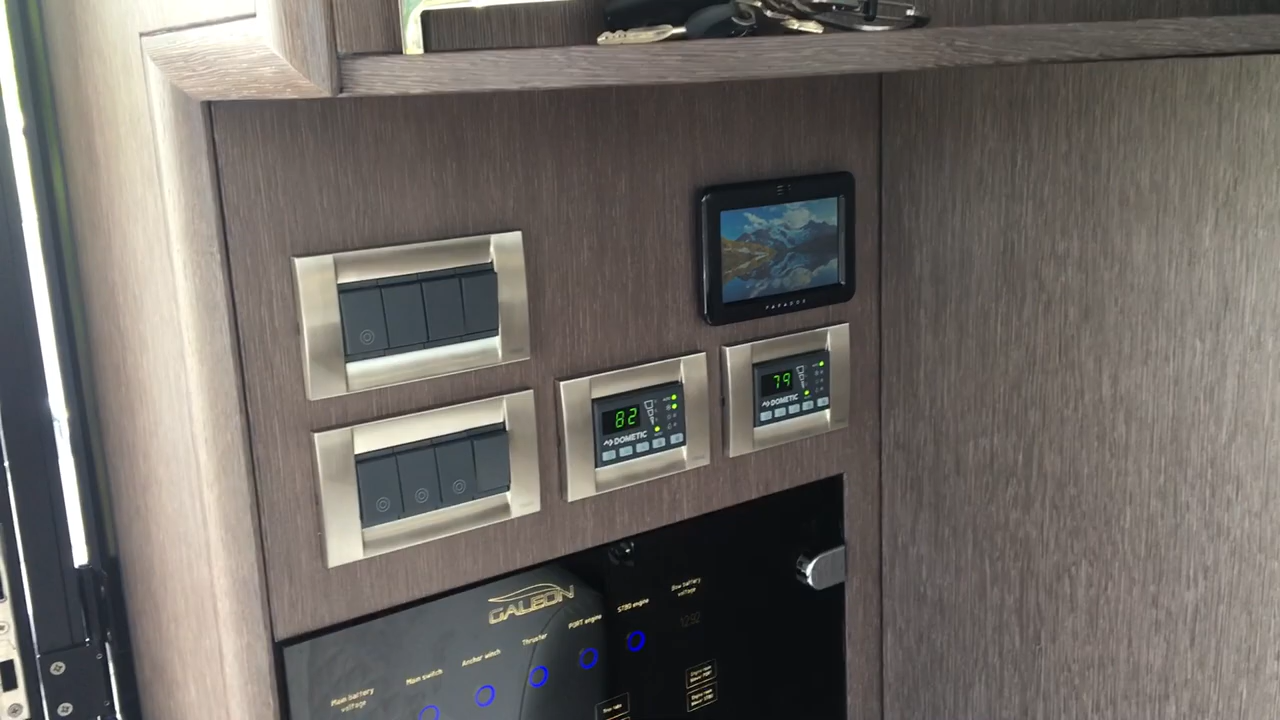 PARADOX
79
DOMETIC
82
DOMETIC
GALEON
Bow battery
voltage
STBD engine
PORT engine
Thruster
Anchor winch
Main switch
Main battery
voltage